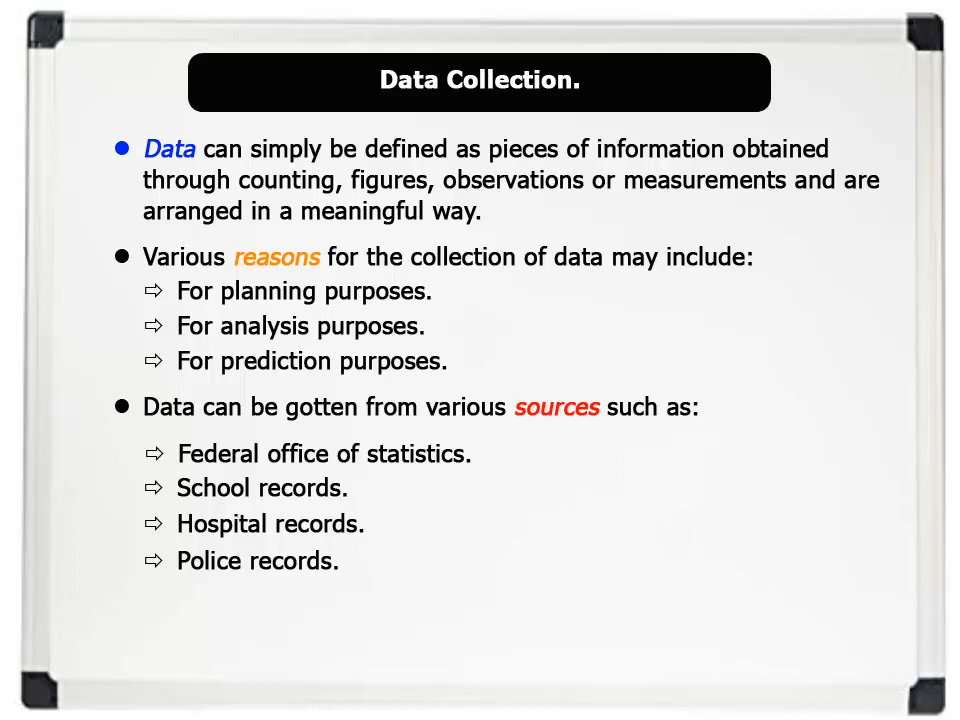 Data Collection.
● Data can simply be defined as pieces of information obtained
through counting, figures, observations or measurements and are
arranged in a meaningful way.
● Various reasons for the collection of data may include:
⇨ For planning purposes.
⇨ For analysis purposes.
⇨ For prediction purposes.
● Data can be gotten from various sources such as:
⇨ Federal office of statistics.
⇨ School records.
⇨ Hospital records.
⇨ Police records.